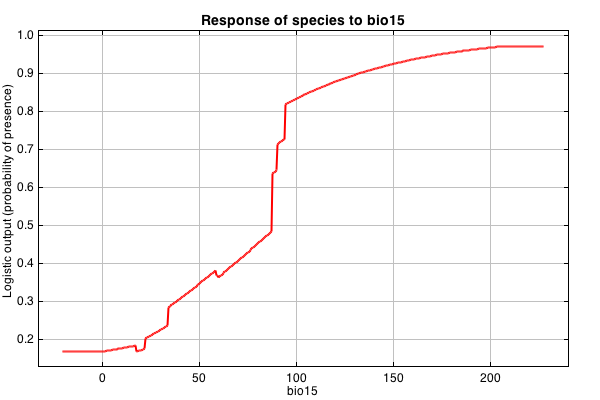 Response of species to bio15
Logistic output (probability of presence)
1.0
0.9
0.8
0.7
0.6
0.5
0.4
0.3
0.2
0 50 100 150 200
bio15